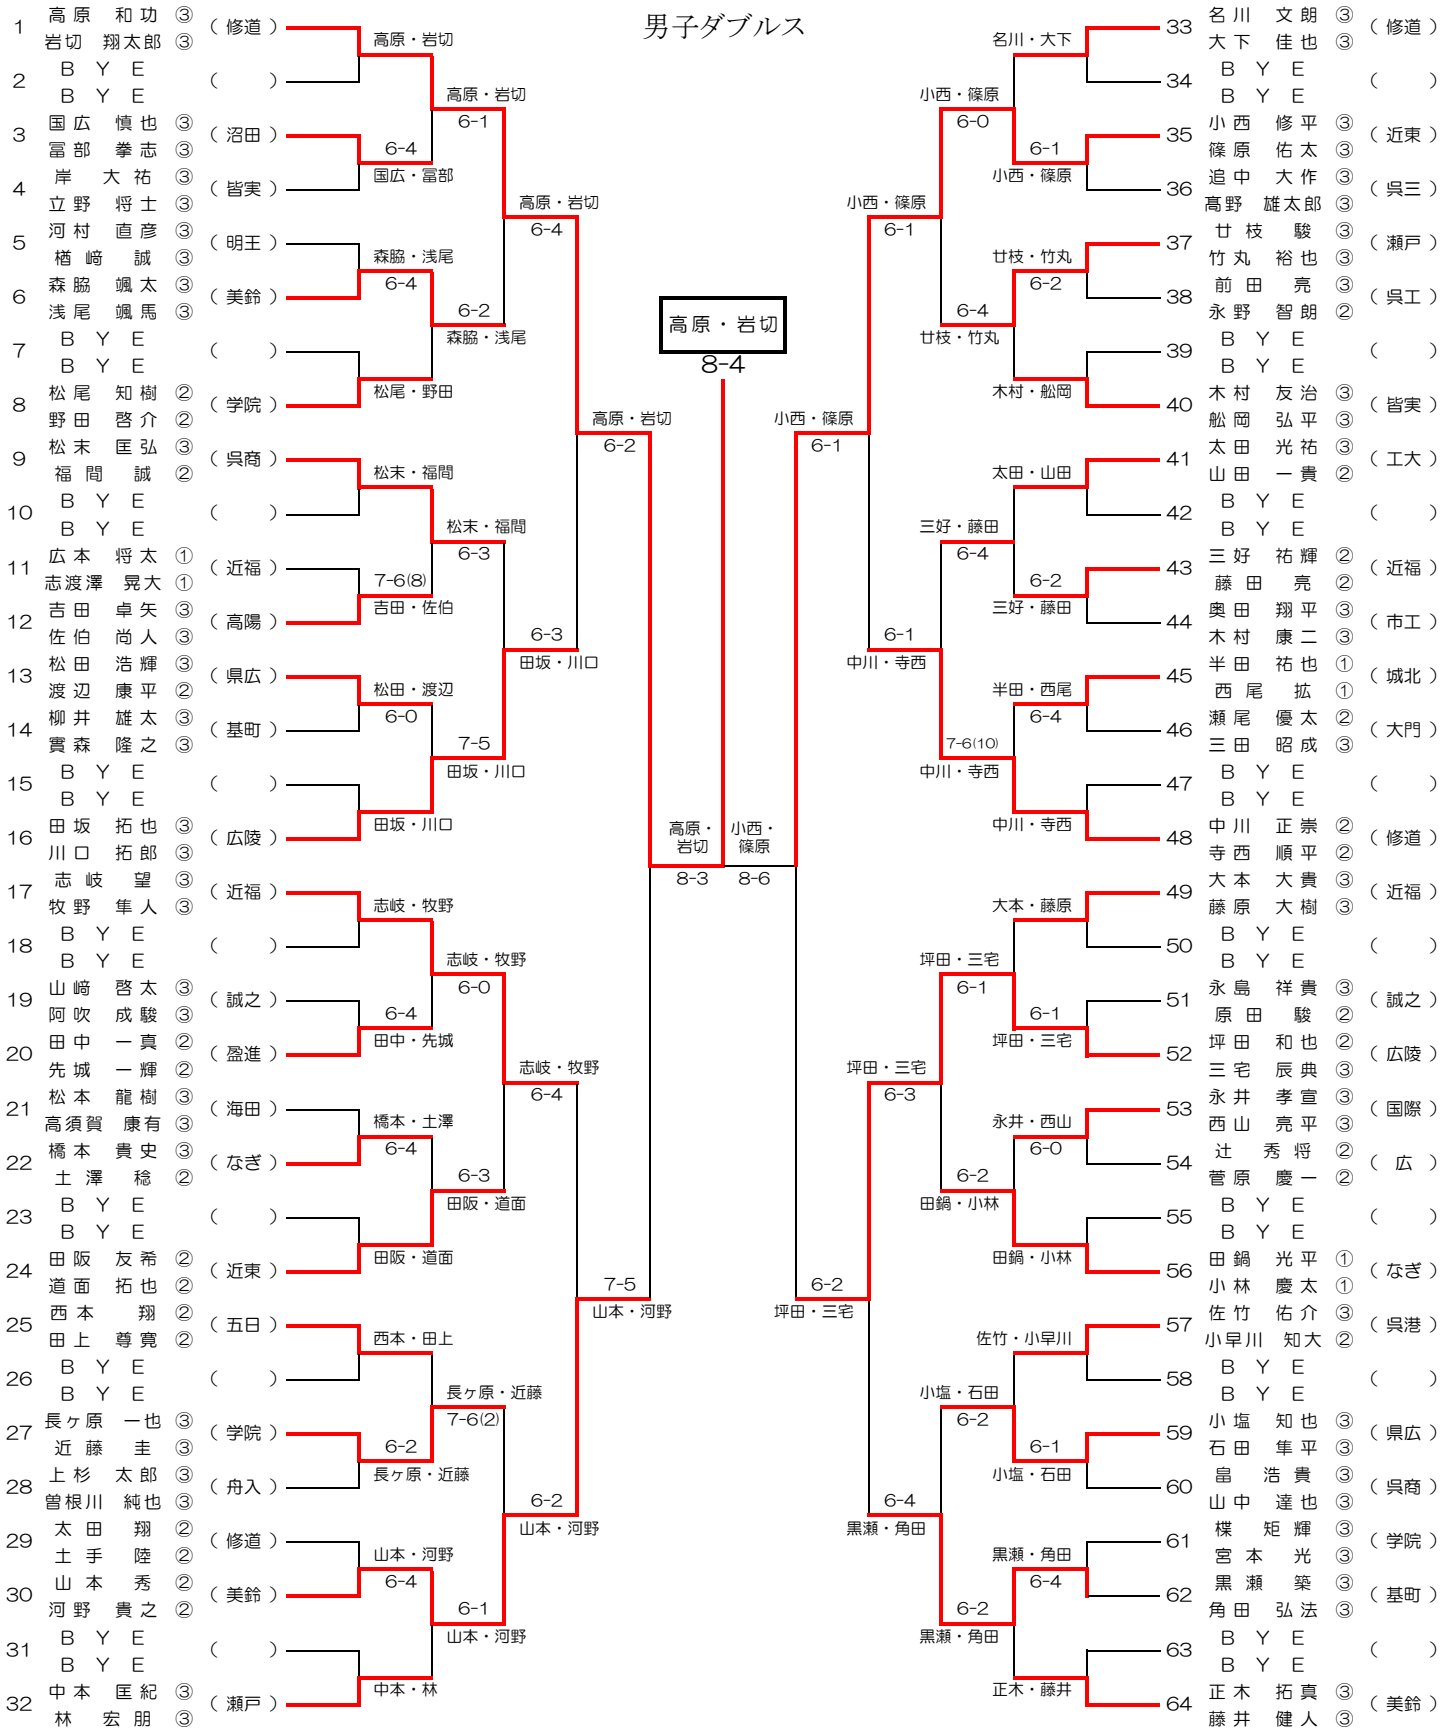 男子ダブルス
1 高原 和功 ③ ( 修道 )
岩切 翔太郎 ③
2 BYE ( )
BYE
3 国広 慎也 ③ ( 沼田 )
冨部 拳志 ③
4 岸 大祐 ③ ( 皆実 )
立野 将士 ③
5 河村 直彦 ③ ( 明王 )
楢﨑 誠 ③
6 森脇 颯太 ③ ( 美鈴 )
浅尾 颯馬 ③
7 BYE ( )
BYE
8 松尾 知樹 ② ( 学院 )
野田 啓介 ②
9 松末 匡弘 ③ ( 呉商 )
福間 誠 ②
10 BYE ( )
BYE
11 広本 将太 ① ( 近福 )
志渡澤 晃大 ①
12 吉田 卓矢 ③ ( 高陽 )
佐伯 尚人 ③
13 松田 浩輝 ③ ( 県広 )
渡辺 康平 ②
14 柳井 雄太 ③ ( 基町 )
實森 隆之 ③
15 BYE ( )
BYE
16 田坂 拓也 ③ ( 広陵 )
川口 拓郎 ③
17 志岐 望 ③ ( 近福 )
牧野 隼人 ③
18 BYE ( )
BYE
19 山﨑 啓太 ③ ( 誠之 )
阿吹 成駿 ③
20 田中 一真 ② ( 盈進 )
先城 一輝 ②
21 松本 龍樹 ③ ( 海田 )
高須賀 康有 ③
22 橋本 貴史 ③ ( なぎ )
土澤 稔 ②
23 BYE ( )
BYE
24 田阪 友希 ② ( 近東 )
道面 拓也 ②
25 西本 翔 ② ( 五日 )
田上 尊寛 ②
26 BYE ( )
BYE
27 長ヶ原 一也 ③ ( 学院 )
近藤 圭 ③
28 上杉 太郎 ③ ( 舟入 )
曽根川 純也 ③
29 太田 翔 ② ( 修道 )
土手 陸 ②
30 山本 秀 ② ( 美鈴 )
河野 貴之 ②
31 BYE ( )
BYE
32 中本 匡紀 ③ ( 瀬戸 )
林 宏朋 ③
高原・岩切
6-4
国広・冨部
森脇・浅尾
6-4
松尾・野田
松末・福間
7-6(8)
吉田・佐伯
松田・渡辺
6-0
田坂・川口
志岐・牧野
6-4
田中・先城
橋本・土澤
6-4
田阪・道面
西本・田上
6-2
長ヶ原・近藤
山本・河野
6-4
中本・林
高原・岩切
6-1
6-2
森脇・浅尾
松末・福間
6-3
7-5
田坂・川口
志岐・牧野
6-0
6-3
田阪・道面
長ヶ原・近藤
7-6(2)
6-1
山本・河野
高原・岩切
6-4
6-3
田坂・川口
志岐・牧野
6-4
6-2
山本・河野
高原・岩切
6-2
7-5
山本・河野
高原・岩切
8-4
高原・
岩切
8-3
小西・
篠原
8-6
小西・篠原
6-1
6-2
坪田・三宅
小西・篠原
6-1
6-1
中川・寺西
坪田・三宅
6-3
6-4
黒瀬・角田
小西・篠原
6-0
6-4
廿枝・竹丸
三好・藤田
6-4
7-6(10)
中川・寺西
坪田・三宅
6-1
6-2
田鍋・小林
小塩・石田
6-2
6-2
黒瀬・角田
名川・大下
6-1
小西・篠原
廿枝・竹丸
6-2
木村・舩岡
太田・山田
6-2
三好・藤田
半田・西尾
6-4
中川・寺西
大本・藤原
6-1
坪田・三宅
永井・西山
6-0
田鍋・小林
佐竹・小早川
6-1
小塩・石田
黒瀬・角田
6-4
正木・藤井
33 名川 文朗 ③ ( 修道 )
大下 佳也 ③
34 BYE ( )
BYE
35 小西 修平 ③ ( 近東 )
篠原 佑太 ③
36 追中 大作 ③ ( 呉三 )
髙野 雄太郎 ③
37 廿枝 駿 ③ ( 瀬戸 )
竹丸 裕也 ③
38 前田 亮 ③ ( 呉工 )
永野 智朗 ②
39 BYE ( )
BYE
40 木村 友治 ③ ( 皆実 )
舩岡 弘平 ③
41 太田 光祐 ③ ( 工大 )
山田 一貴 ②
42 BYE ( )
BYE
43 三好 祐輝 ② ( 近福 )
藤田 亮 ②
44 奥田 翔平 ③ ( 市工 )
木村 康二 ③
45 半田 祐也 ① ( 城北 )
西尾 拡 ①
46 瀬尾 優太 ② ( 大門 )
三田 昭成 ③
47 BYE ( )
BYE
48 中川 正崇 ② ( 修道 )
寺西 順平 ②
49 大本 大貴 ③ ( 近福 )
藤原 大樹 ③
50 BYE ( )
BYE
51 永島 祥貴 ③ ( 誠之 )
原田 駿 ②
52 坪田 和也 ② ( 広陵 )
三宅 辰典 ③
53 永井 孝宣 ③ ( 国際 )
西山 亮平 ③
54 辻 秀将 ② ( 広 )
菅原 慶一 ②
55 BYE ( )
BYE
56 田鍋 光平 ① ( なぎ )
小林 慶太 ①
57 佐竹 佑介 ③ ( 呉港 )
小早川 知大 ②
58 BYE ( )
BYE
59 小塩 知也 ③ ( 県広 )
石田 隼平 ③
60 畠 浩貴 ③ ( 呉商 )
山中 達也 ③
61 楪 矩輝 ③ ( 学院 )
宮本 光 ③
62 黒瀬 築 ③ ( 基町 )
角田 弘法 ③
63 BYE ( )
BYE
64 正木 拓真 ③ ( 美鈴 )
藤井 健人 ③